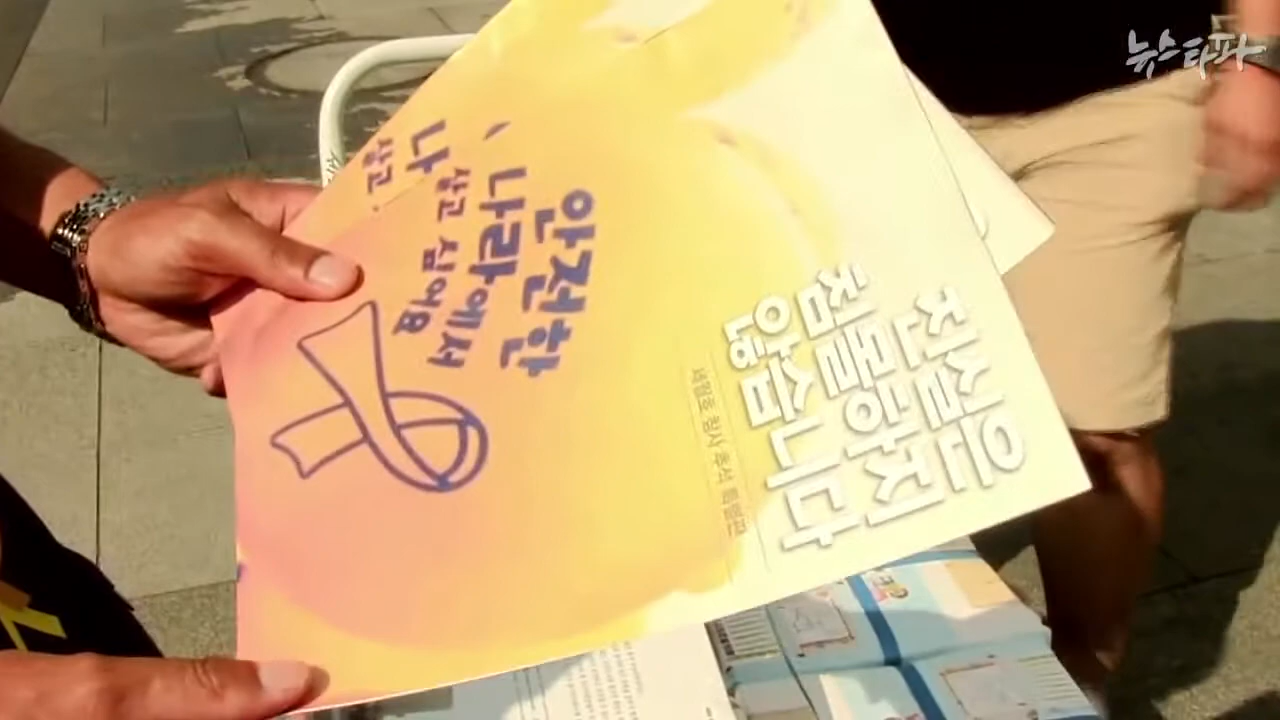 뉴스타파
진실은
침몰하지
않습니다
세월호 참사 추석 특별판
안전한
나라에서
살고 싶어요